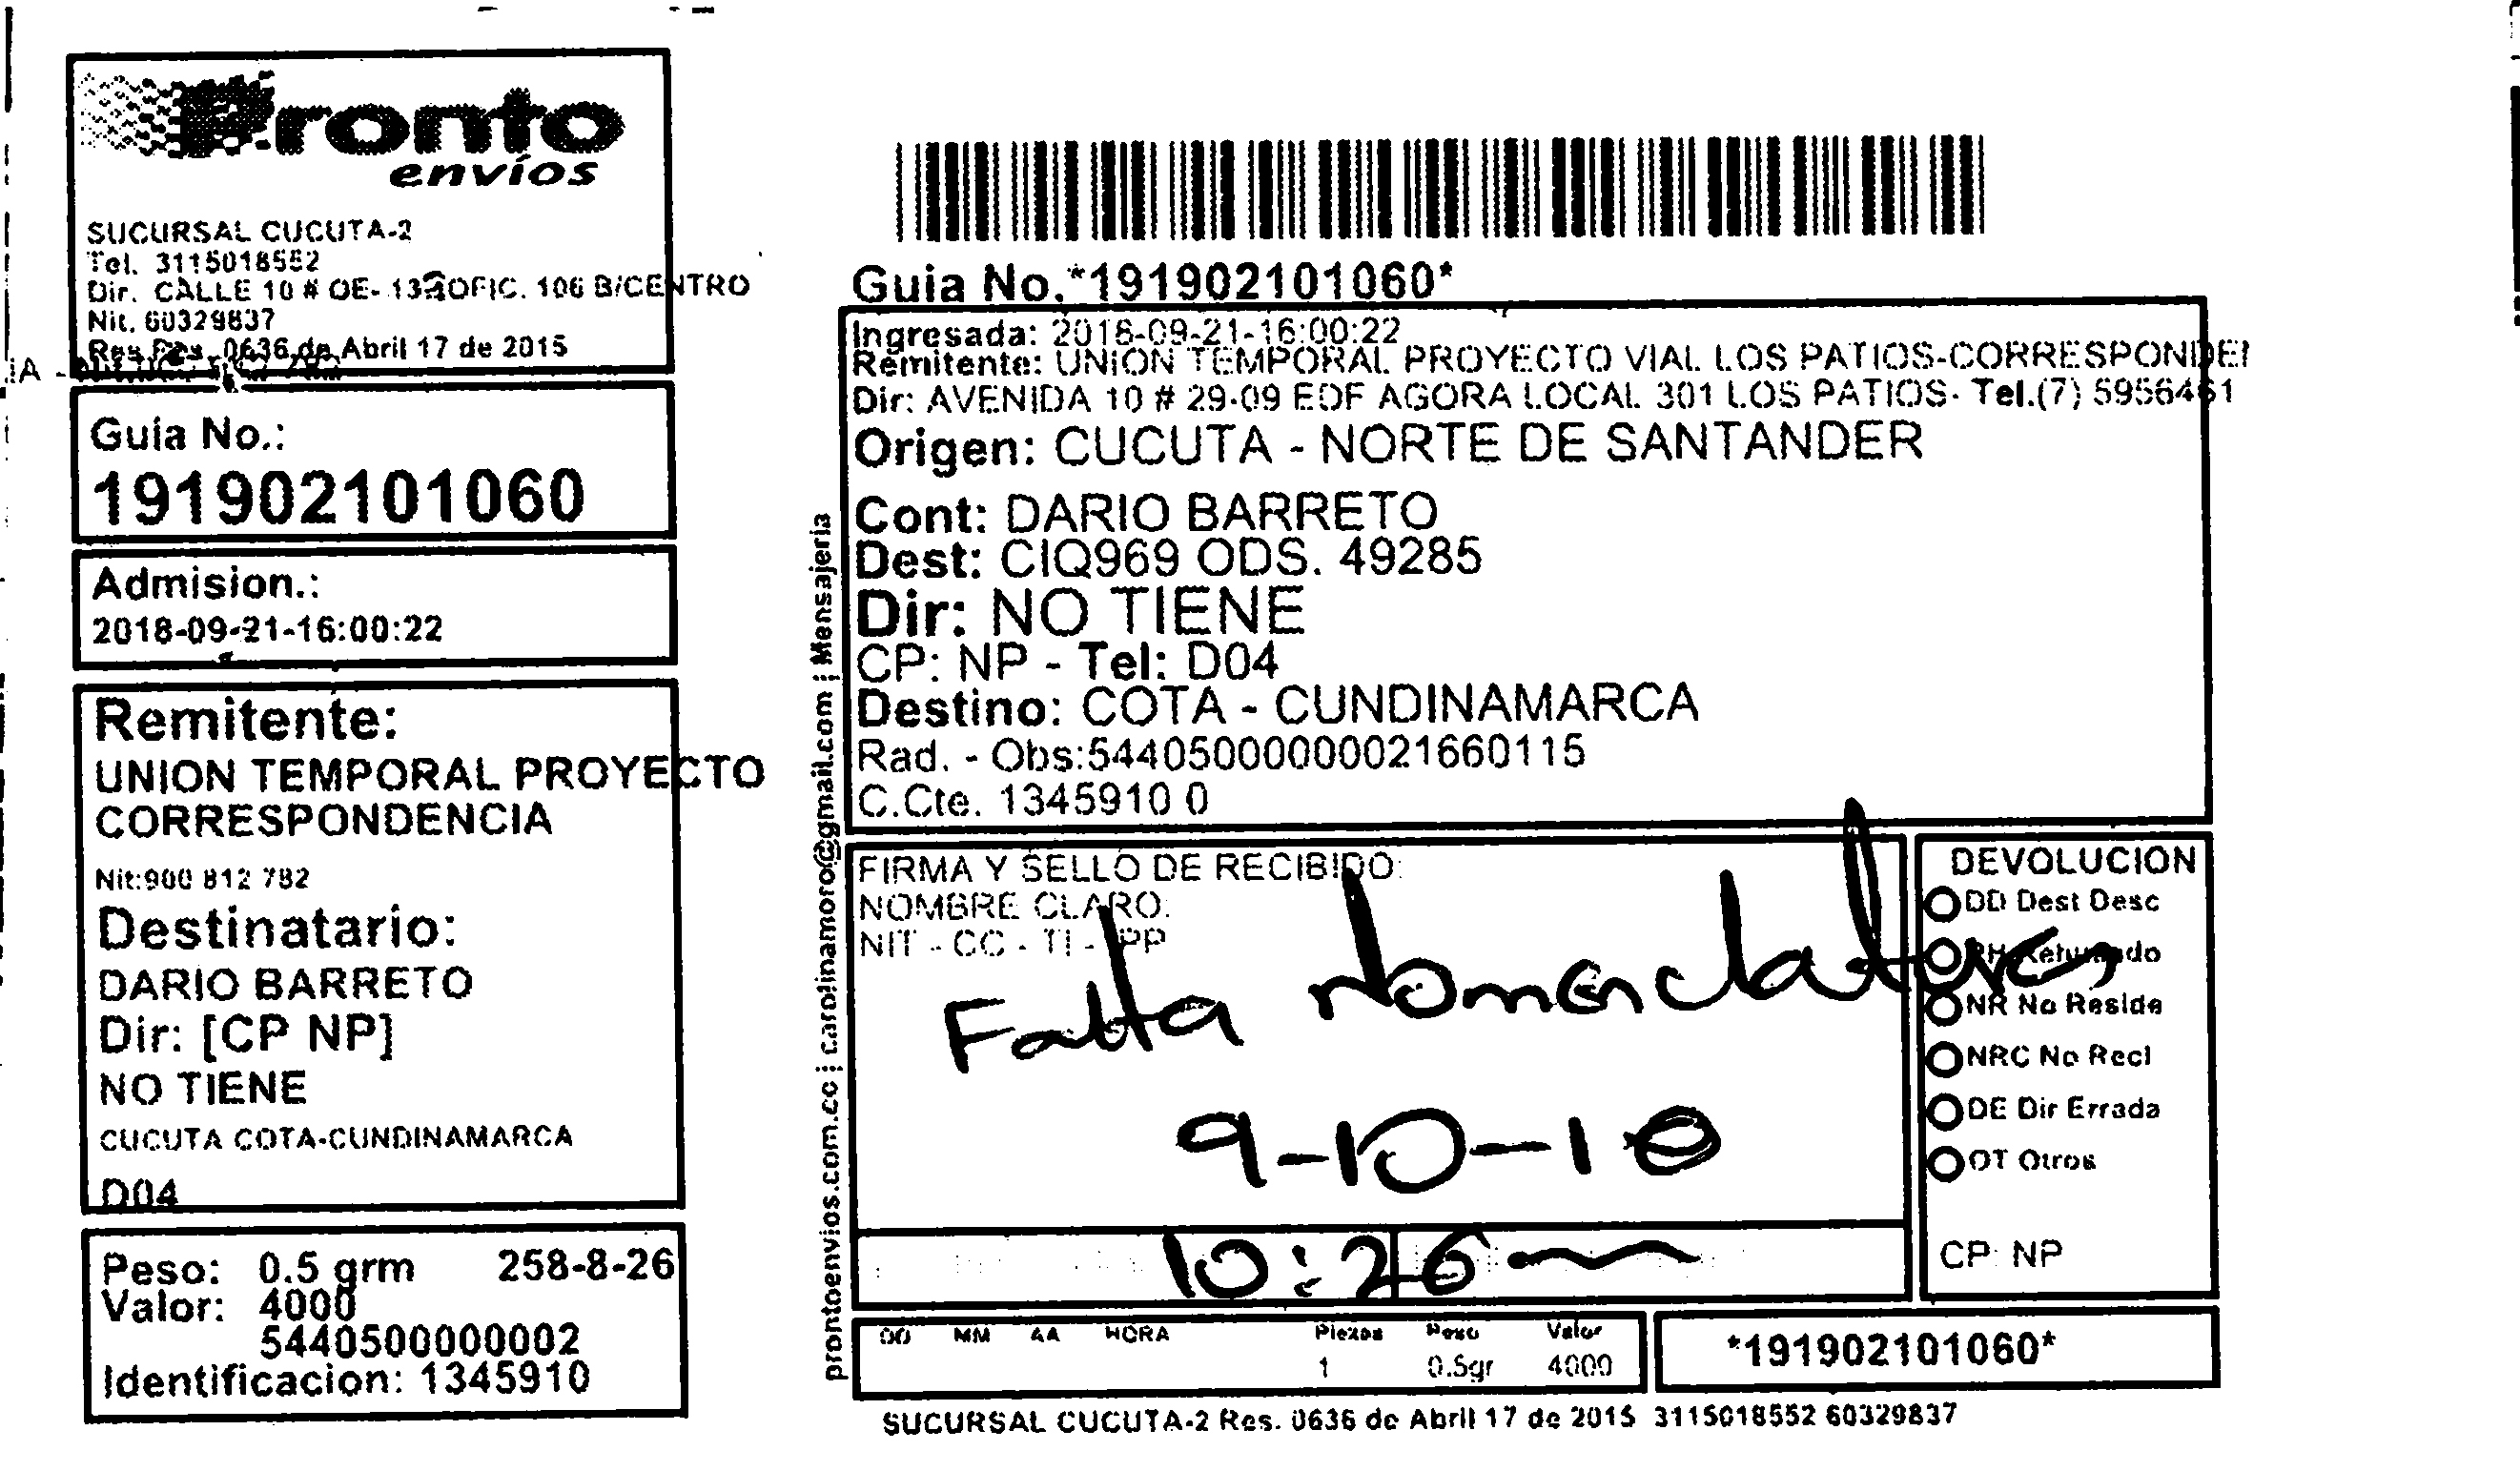 Pronto
envíos
SUCURSAL CUCUTA-2
Tel. 3115018552
Dir. CALLE 10 # OE- 13 OFIC. 106 B/CENTRO
Nit. 60329837
0636 de Abril 17 de 2015
Guia No.:
191902101060
Admision.:
2018-09-21-16:00:22
Remitente:
UNION TEMPORAL PROYECTO
CORRESPONDENCIA
Nit:900 812 782
Destinatario:
DARIO BARRETO
Dir: [CP NP]
NO TIENE
CUCUTA COTA-CUNDINAMARCA
D04
Peso: 0.5 grm 258-8-26
Valor: 4000
5440500000002
Identificacion: 1345910
prontoenvios.com.co ¦ carolinamoro@gmail.com ¦ Mensajeria
Guia No.*191902101060*
Ingresada: 2018-09-21-16:00:22
Remitente: UNION TEMPORAL PROYECTO VIAL LOS PATIOS-CORRESPONDEN
Dir: AVENIDA 10 # 29-09 EDF AGORA LOCAL 301 LOS PATIOS- Tel.(7) 5956461
Origen: CUCUTA - NORTE DE SANTANDER
Cont: DARIO BARRETO
Dest: CIQ969 ODS. 49285
Dir: NO TIENE
CP: NP - Tel: D04
Destino: COTA - CUNDINAMARCA
Rad. - Obs:544050000000021660115
C.Cte. 1345910 0
FIRMA Y SELLO DE RECIBIDO:
NOMBRE CLARO:
NIT - CC - TI - PP
Falta Nomenclatura
9-10-18
10:26
DEVOLUCION
DD Dest Desc
RH Rehusado
NR No Reside
NRC No Recl
DE Dir Errada
OT Otros
CP: NP
DD MM AA HORA Piezas Peso Valor
1 0.5gr 4000
*191902101060*
SUCURSAL CUCUTA-2 Res. 0636 de Abril 17 de 2015 3115018552 60329837